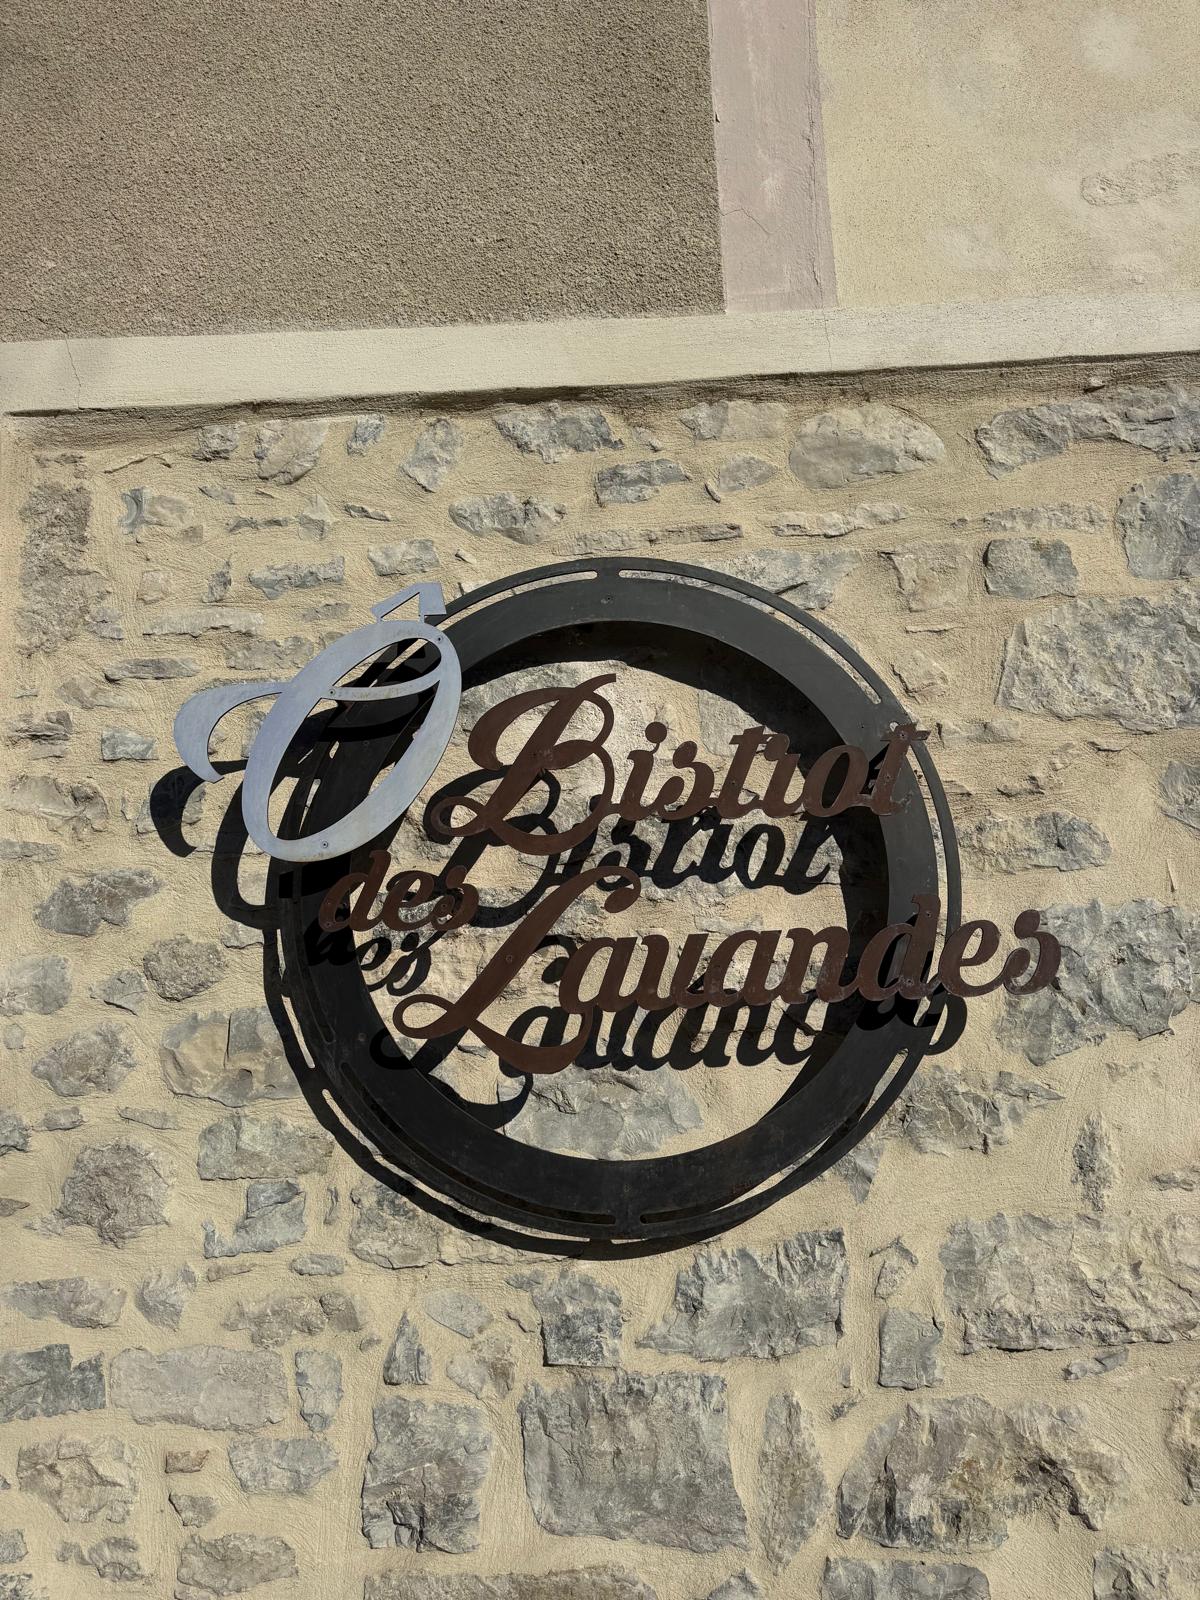 Ô Bistrot
des Lavandes